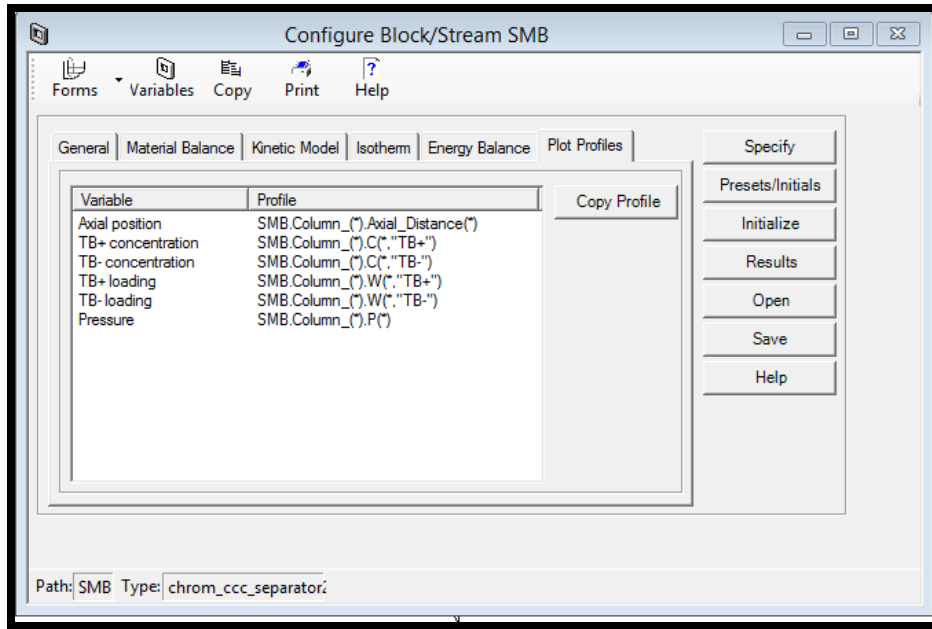 Configure Block/Stream SMB
Forms Variables Copy Print Help
General Material Balance Kinetic Model Isotherm Energy Balance Plot Profiles
Variable Profile
Axial position SMB.Column_(*).Axial_Distance(*)
TB+ concentration SMB.Column_(*).C(*,"TB+")
TB- concentration SMB.Column_(*).C(*,"TB-")
TB+ loading SMB.Column_(*).W(*,"TB+")
TB- loading SMB.Column_(*).W(*,"TB-")
Pressure SMB.Column_(*).P(*)
Copy Profile
Specify
Presets/Initials
Initialize
Results
Open
Save
Help
Path: SMB Type: chrom_ccc_separator2